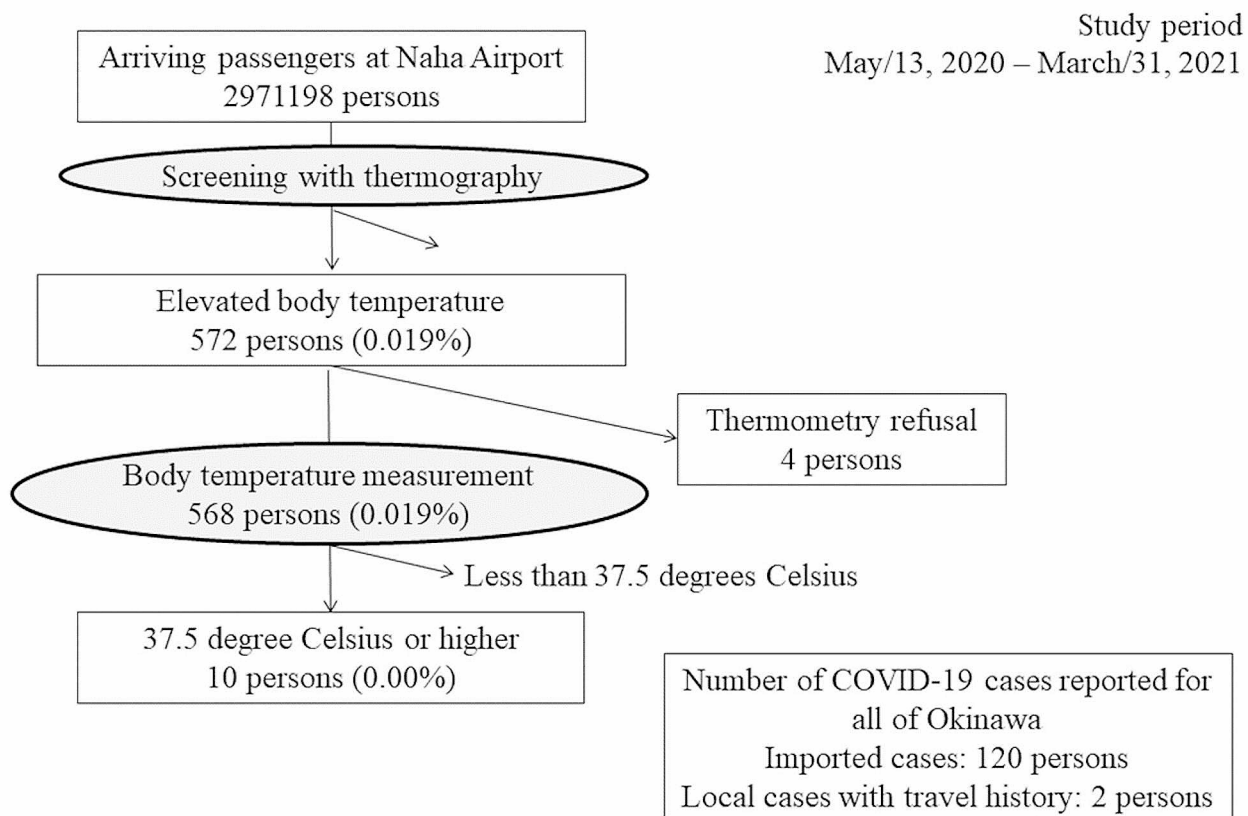 Study period
May/13, 2020 – March/31, 2021
Arriving passengers at Naha Airport
2971198 persons
Screening with thermography
Elevated body temperature
572 persons (0.019%)
Thermometry refusal
4 persons
Body temperature measurement
568 persons (0.019%)
Less than 37.5 degrees Celsius
37.5 degree Celsius or higher
10 persons (0.00%)
Number of COVID-19 cases reported for
all of Okinawa
Imported cases: 120 persons
Local cases with travel history: 2 persons